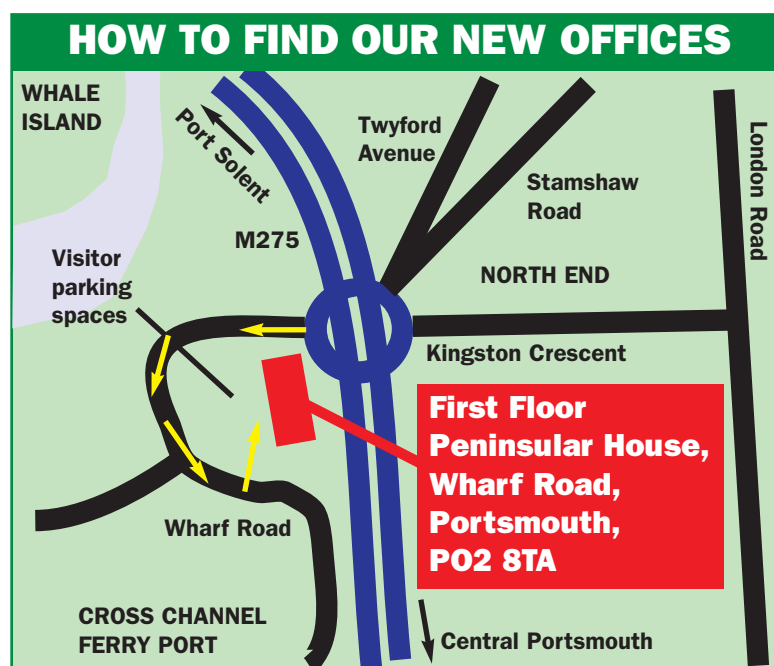 HOW TO FIND OUR NEW OFFICES
WHALE
ISLAND
Port Solent
Twyford
Avenue
Stamshaw
Road
London Road
M275
Visitor
parking
spaces
NORTH END
Kingston Crescent
First Floor
Peninsular House,
Wharf Road,
Portsmouth,
PO2 8TA
Wharf Road
CROSS CHANNEL
FERRY PORT
Central Portsmouth